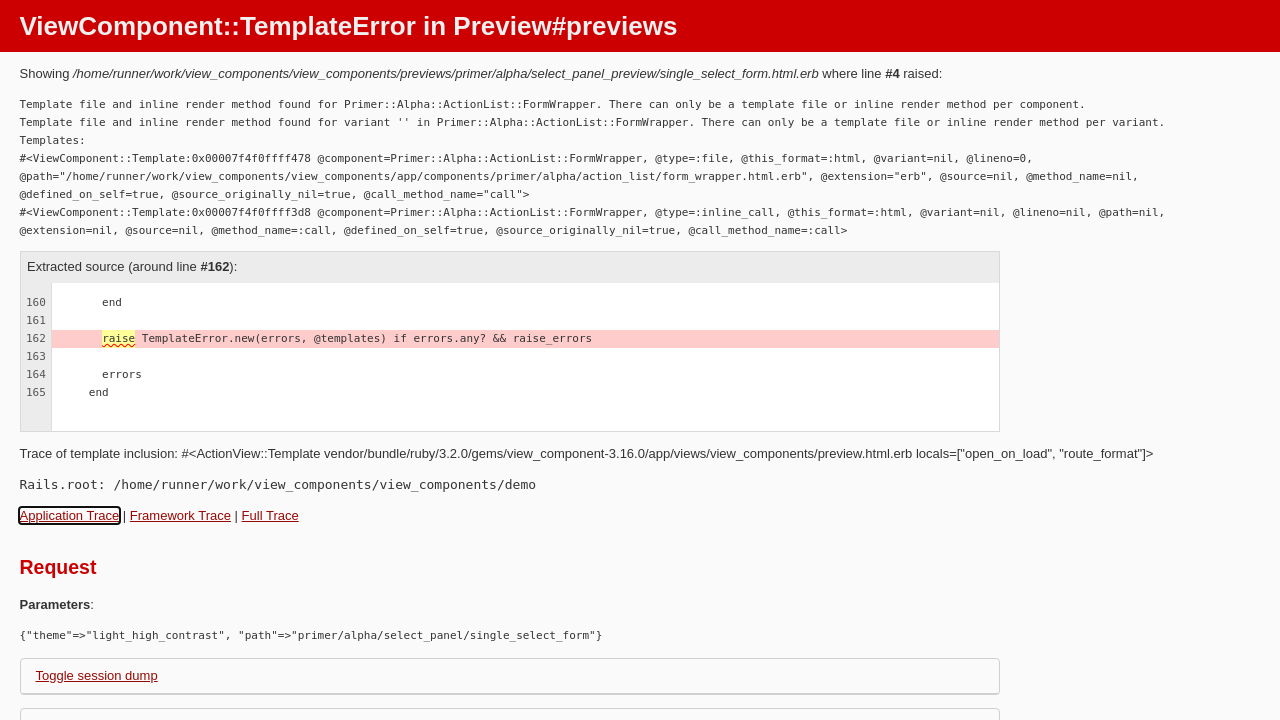 ViewComponent::TemplateError in Preview#previews
Showing /home/runner/work/view_components/view_components/previews/primer/alpha/select_panel_preview/single_select_form.html.erb where line #4 raised:
Template file and inline render method found for Primer::Alpha::ActionList::FormWrapper. There can only be a template file or inline render method per component.
Template file and inline render method found for variant '' in Primer::Alpha::ActionList::FormWrapper. There can only be a template file or inline render method per variant.
Templates:
#<ViewComponent::Template:0x00007f4f0ffff478 @component=Primer::Alpha::ActionList::FormWrapper, @type=:file, @this_format=:html, @variant=nil, @lineno=0,
@path="/home/runner/work/view_components/view_components/app/components/primer/alpha/action_list/form_wrapper.html.erb", @extension="erb", @source=nil, @method_name=nil,
@defined_on_self=true, @source_originally_nil=true, @call_method_name="call">
#<ViewComponent::Template:0x00007f4f0ffff3d8 @component=Primer::Alpha::ActionList::FormWrapper, @type=:inline_call, @this_format=:html, @variant=nil, @lineno=nil, @path=nil,
@extension=nil, @source=nil, @method_name=:call, @defined_on_self=true, @source_originally_nil=true, @call_method_name=:call>
Extracted source (around line #162):
160 end
161
162 raise TemplateError.new(errors, @templates) if errors.any? && raise_errors
163
164 errors
165 end
Trace of template inclusion: #<ActionView::Template vendor/bundle/ruby/3.2.0/gems/view_component-3.16.0/app/views/view_components/preview.html.erb locals=["open_on_load", "route_format"]>
Rails.root: /home/runner/work/view_components/view_components/demo
Application Trace | Framework Trace | Full Trace
Request
Parameters:
{"theme"=>"light_high_contrast", "path"=>"primer/alpha/select_panel/single_select_form"}
Toggle session dump